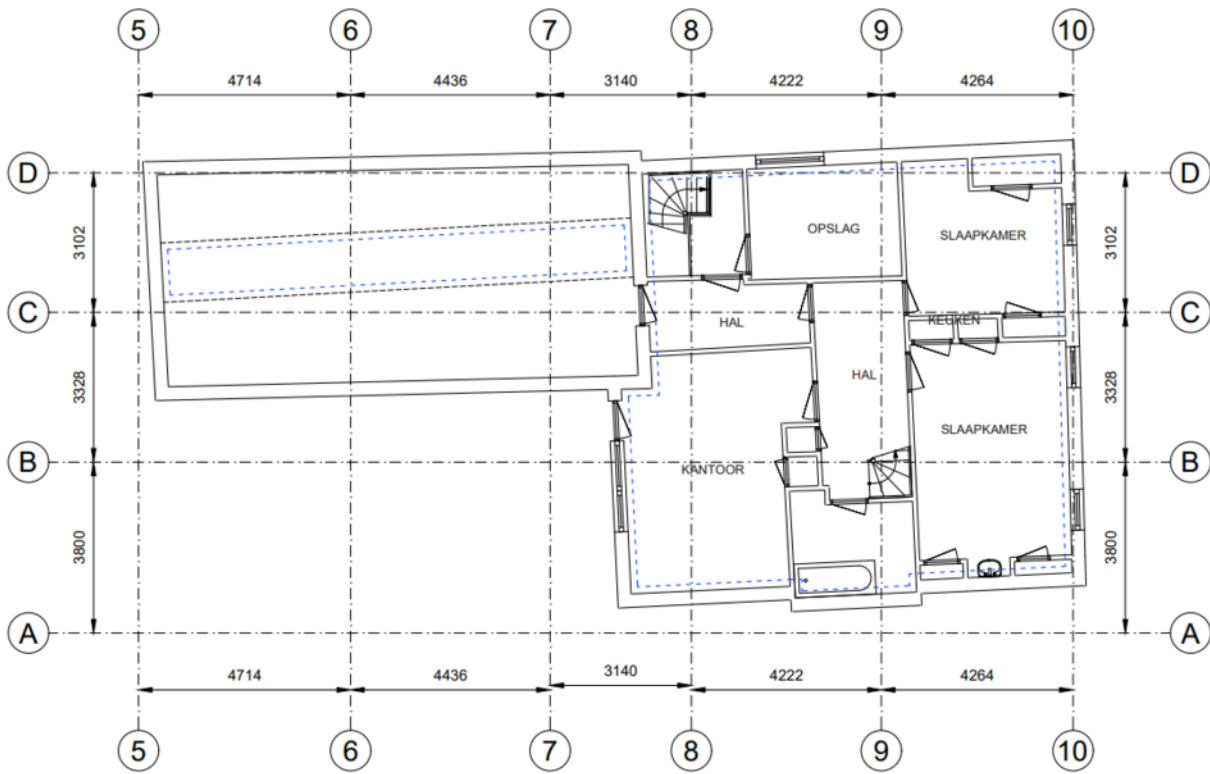 5 6 7 8 9 10
4714 4436 3140 4222 4264
D D
3102 3102
OPSLAG
SLAAPKAMER
C C
HAL
KEUKEN
3328 3328
HAL
SLAAPKAMER
B B
KANTOOR
3800 3800
A A
4714 4436 3140 4222 4264
5 6 7 8 9 10